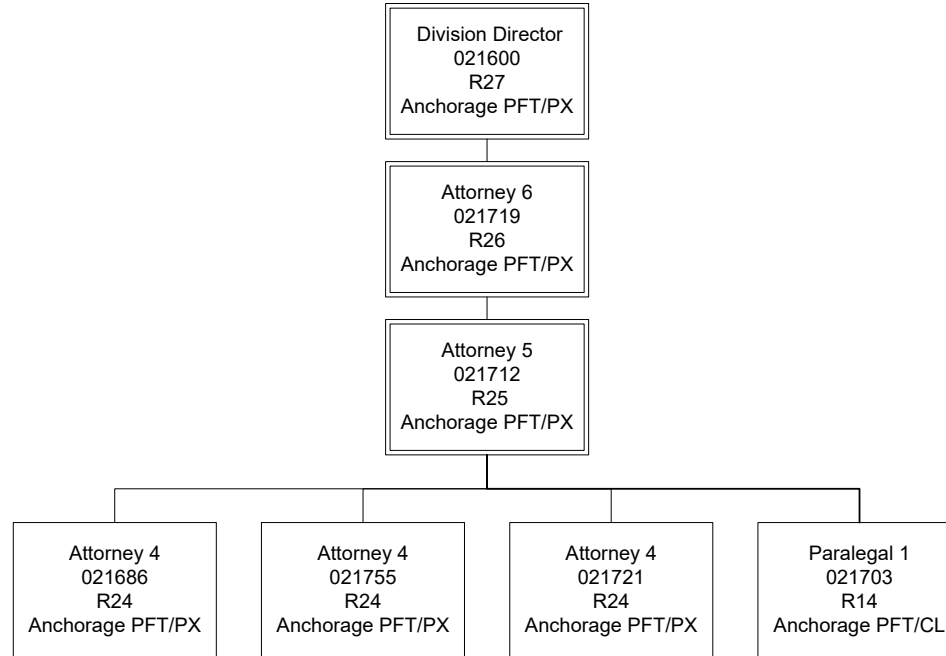 Division Director
021600
R27
Anchorage PFT/PX
Attorney 6
021719
R26
Anchorage PFT/PX
Attorney 5
021712
R25
Anchorage PFT/PX
Attorney 4
021686
R24
Anchorage PFT/PX
Attorney 4
021755
R24
Anchorage PFT/PX
Attorney 4
021721
R24
Anchorage PFT/PX
Paralegal 1
021703
R14
Anchorage PFT/CL